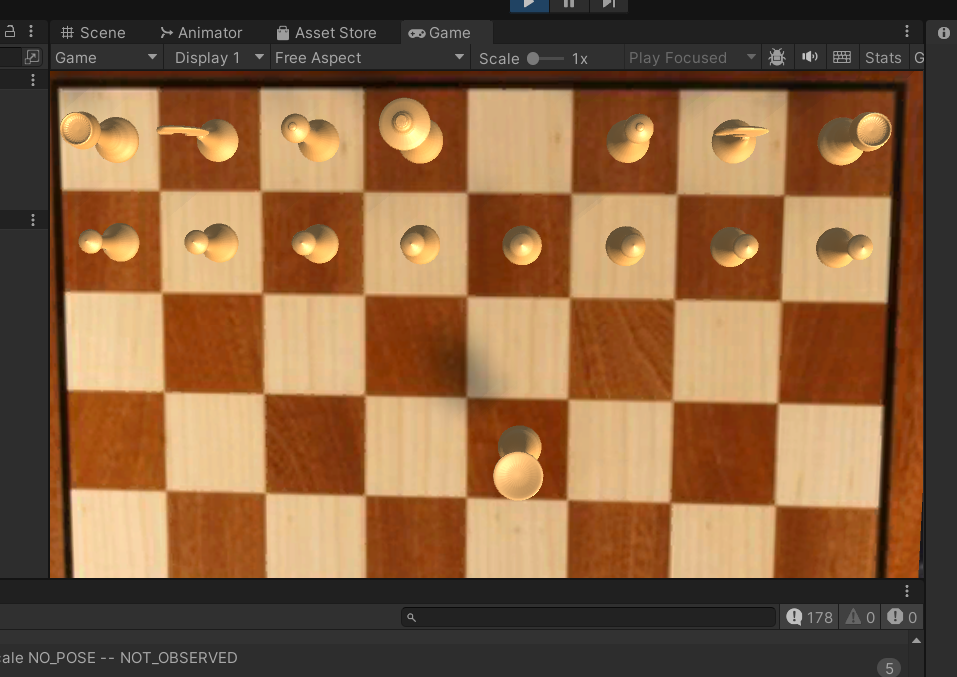 Scene Animator Asset Store Game
Game Display 1 Free Aspect Scale 1x Play Focused Stats G
178 0 0
cale NO_POSE -- NOT_OBSERVED
5